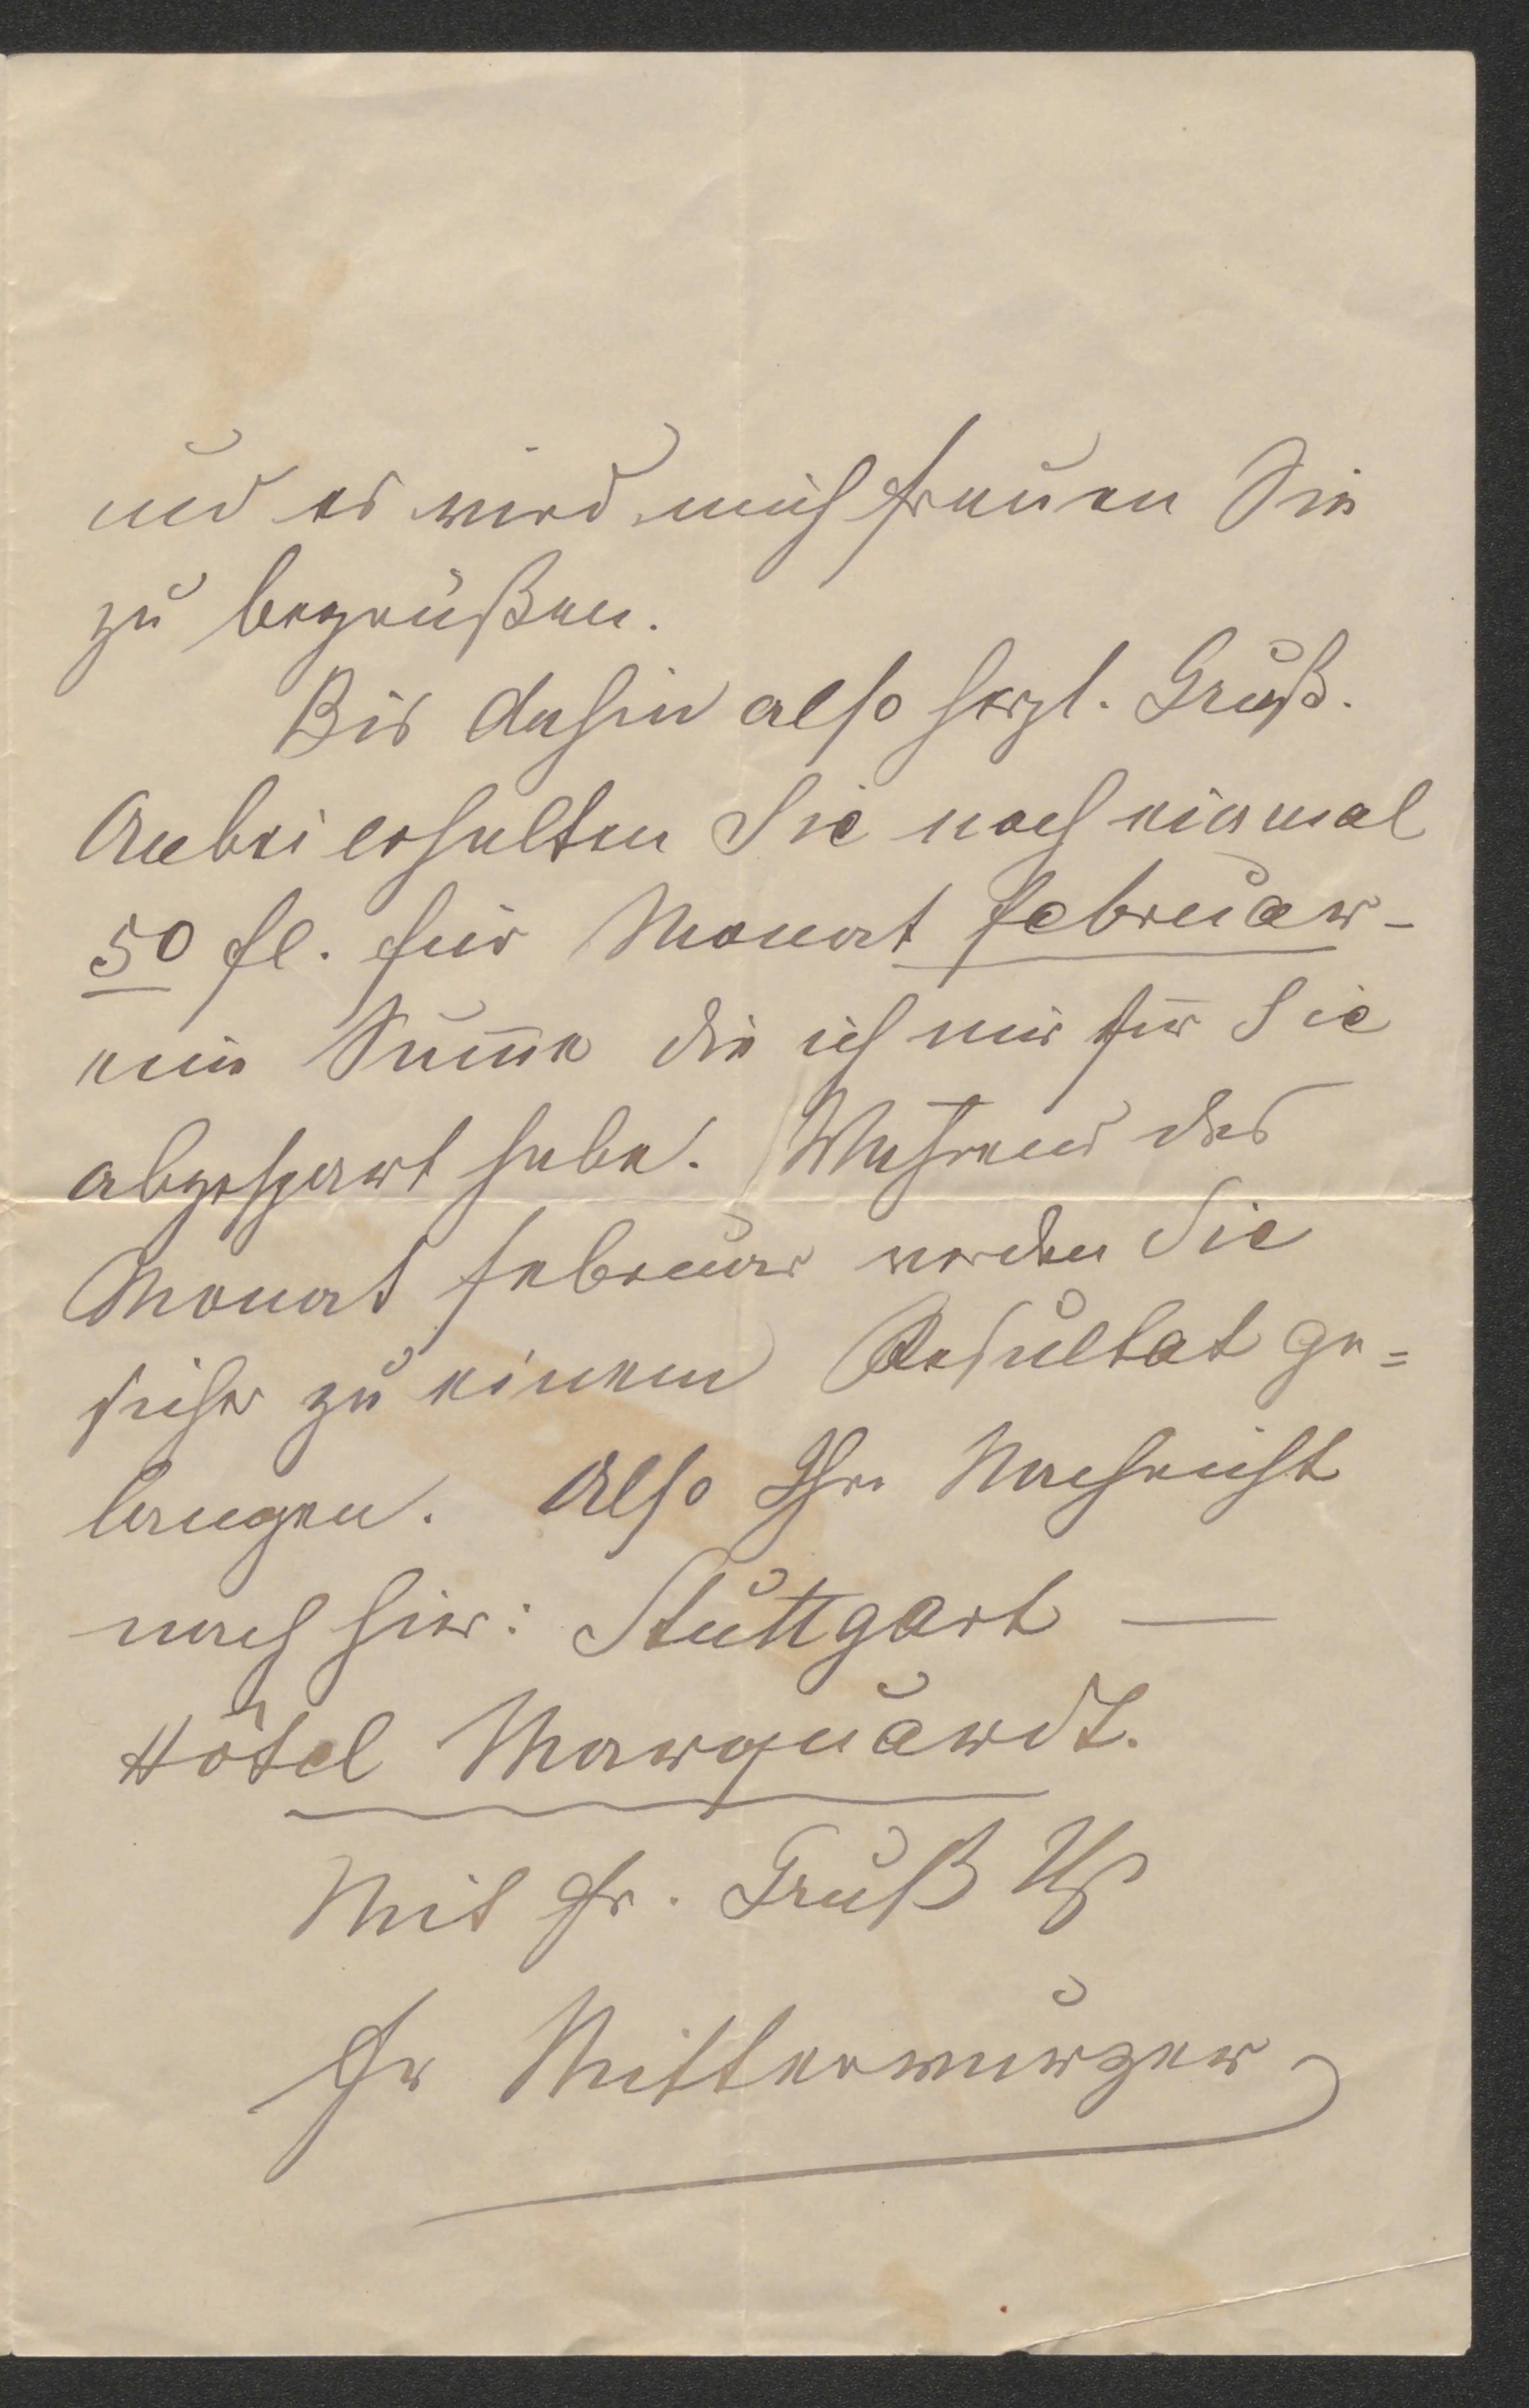 und es wird mich freuen Sie
zu begrüßen.
Bis dahin also herzl. Gruß.
Anbei erhalten Sie noch einmal
50 fl. für Monat Februar -
eine Summe die ich mir für Sie
abgespart habe. Während des
Monat Februar werden Sie
sicher zu einem Resultat ge=
langen. Also Ihre Nachricht
nach hier: Stuttgart —
Hôtel Marquardt.
Mit fr. Gruß
Fr Mitterwurzer